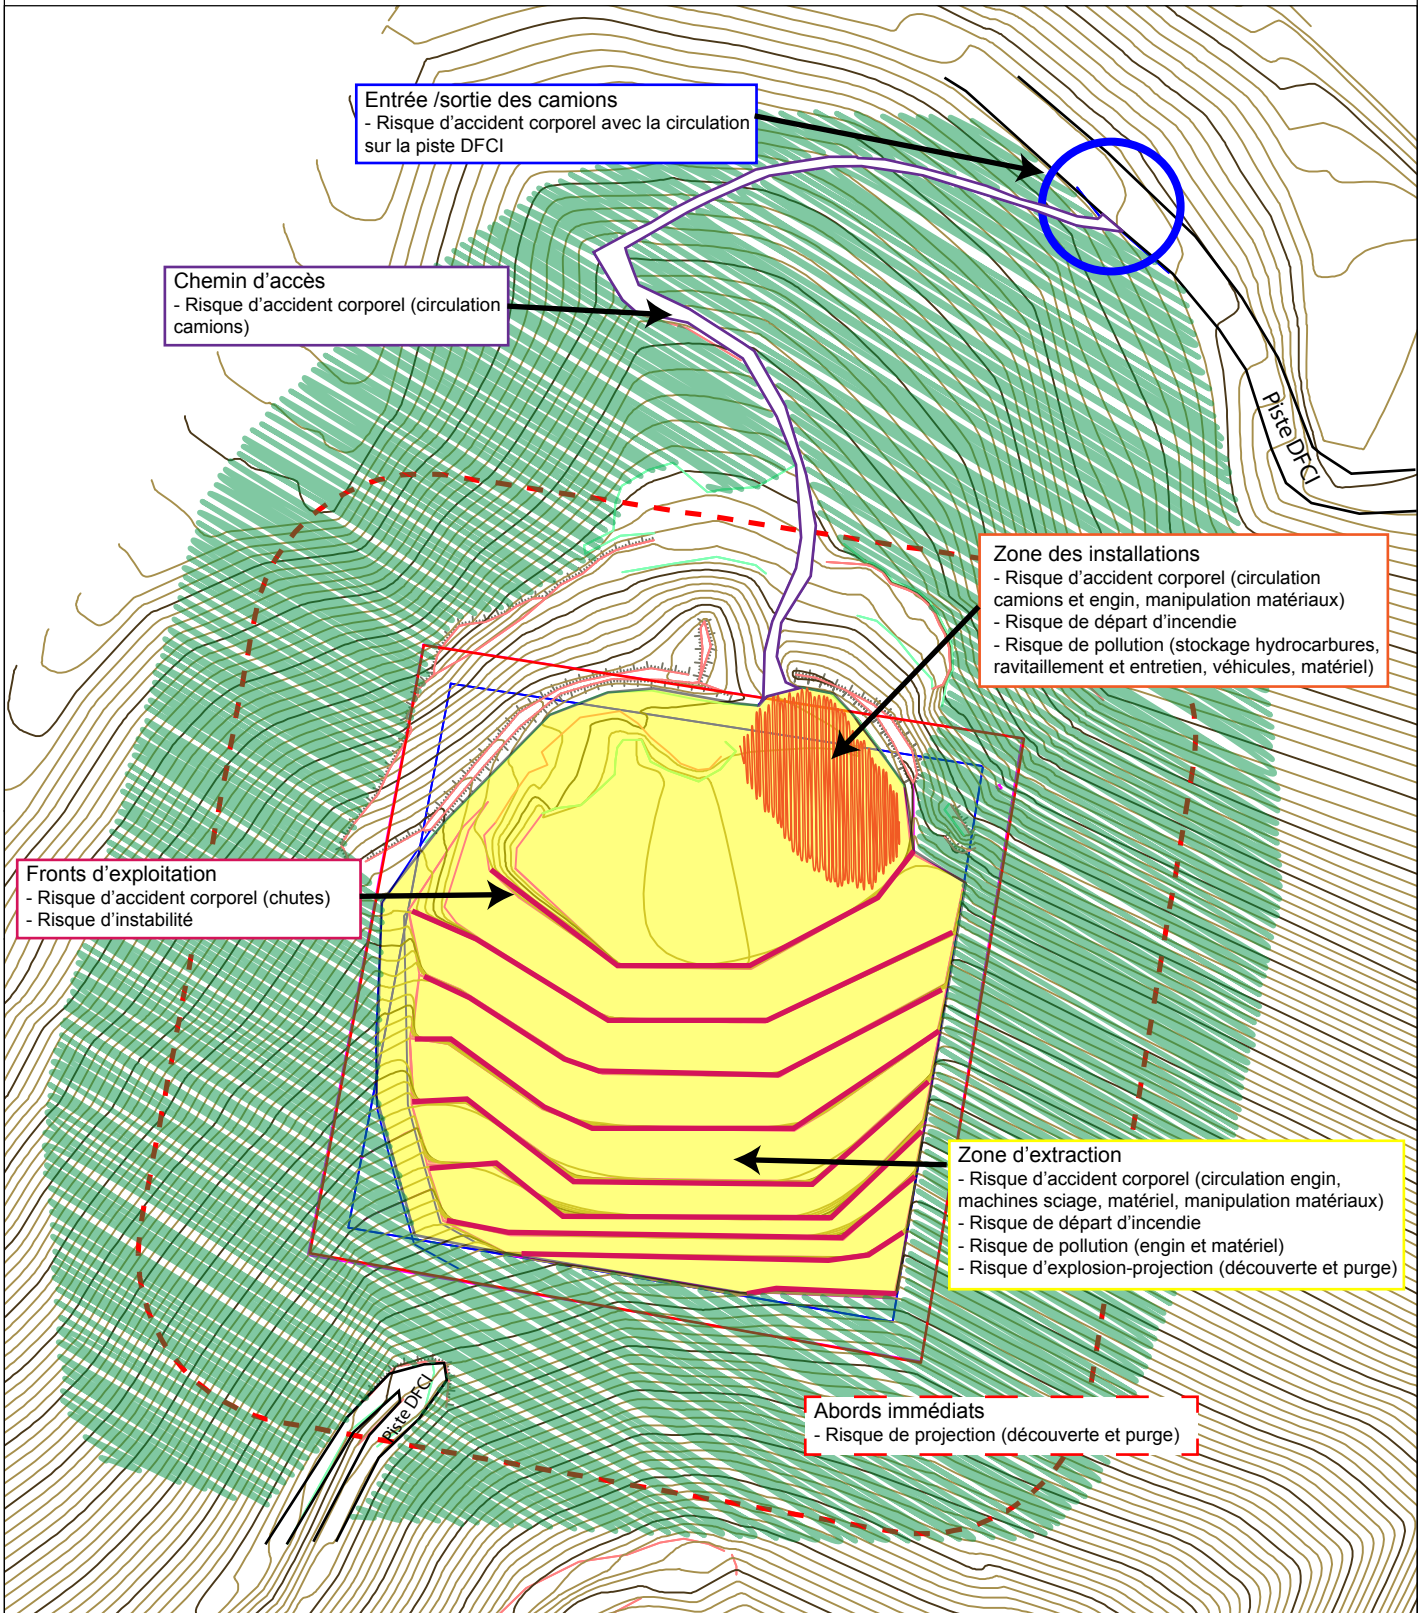 Entrée /sortie des camions
- Risque d'accident corporel avec la circulation
sur la piste DFCI
Chemin d'accès
- Risque d'accident corporel (circulation
camions)
Piste DFCI
Zone des installations
- Risque d'accident corporel (circulation
camions et engin, manipulation matériaux)
- Risque de départ d'incendie
- Risque de pollution (stockage hydrocarbures,
ravitaillement et entretien, véhicules, matériel)
Fronts d'exploitation
- Risque d'accident corporel (chutes)
- Risque d'instabilité
Zone d'extraction
- Risque d'accident corporel (circulation engin,
machines sciage, matériel, manipulation matériaux)
- Risque de départ d'incendie
- Risque de pollution (engin et matériel)
- Risque d'explosion-projection (découverte et purge)
Piste DFCI
Abords immédiats
- Risque de projection (découverte et purge)